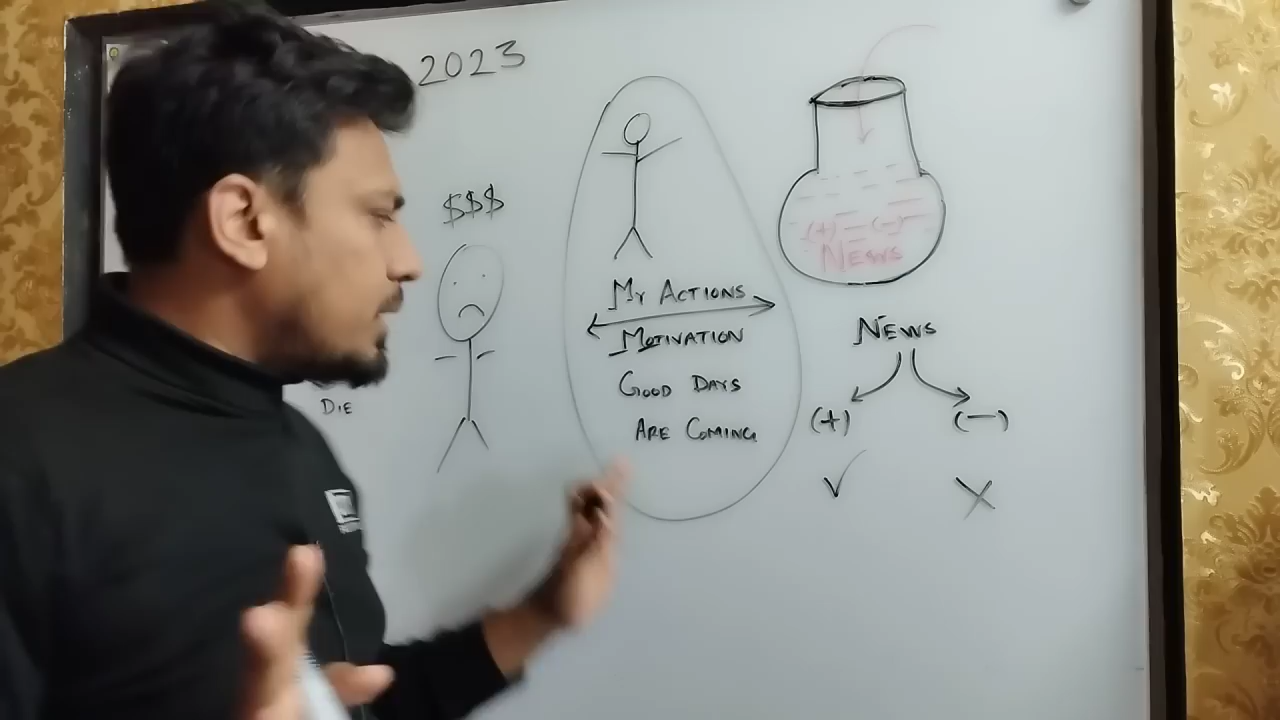 2023
$$$
DIE
MY ACTIONS
MOTIVATION
GOOD DAYS
ARE COMING
(+) (-)
NEWS
NEWS
(+) (-)